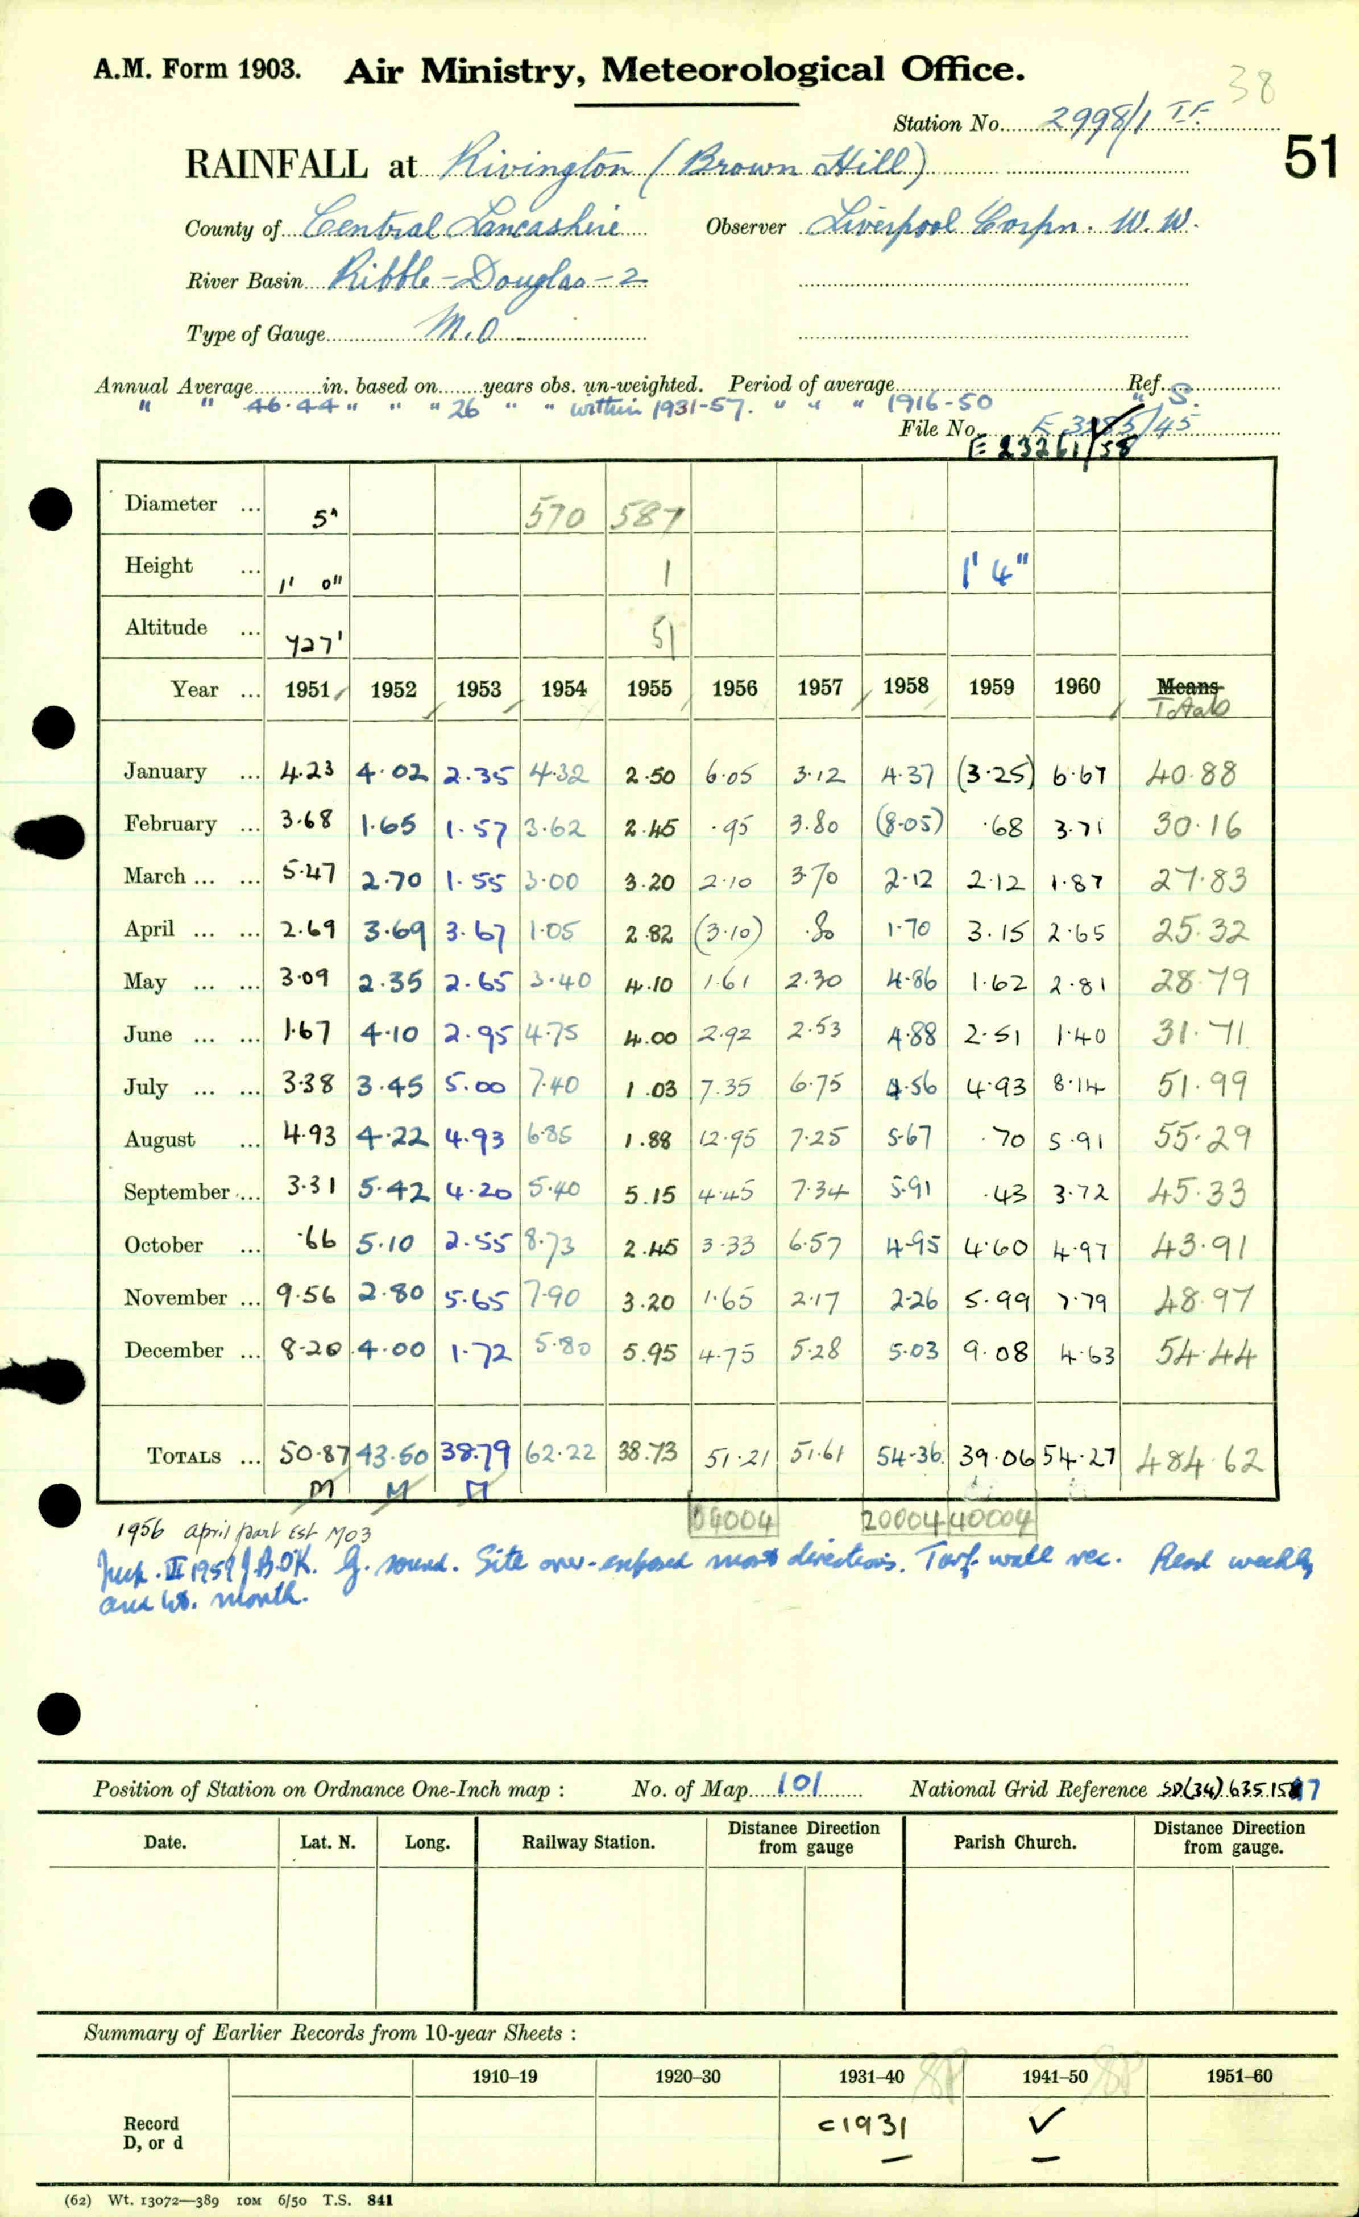 38
A.M. Form 1903. Air Ministry, Meteorological Office.
Station No. 2998/1 T.F.
RAINFALL at Rivington (Brown Hill)
51
County of Central Lancashire Observer Liverpool Corpn. W.W.
River Basin Ribble-Douglas-2
Type of Gauge M.O
Annual Average in. based on years obs. un-weighted. Period of average Ref.
" " 46.44 " " " 26 " " within 1931-57. " " " 1916-50 " S.
File No. E 3285/45
E 23261/58
Diameter ... 5" 570 587
Height ... 1' 0" 1 1' 4"
Altitude ... 727' 51
Year ... 1951 1952 1953 1954 1955 1956 1957 1958 1959 1960 Means
Totals
January ... 4.23 4.02 2.35 4.32 2.50 6.05 3.12 4.37 (3.25) 6.67 40.88
February ... 3.68 1.65 1.57 3.62 2.45 .95 3.80 (8.05) .68 3.71 30.16
March ... ... 5.47 2.70 1.55 3.00 3.20 2.10 3.70 2.12 2.12 1.87 27.83
April ... ... 2.69 3.69 3.67 1.05 2.82 (3.10) .80 1.70 3.15 2.65 25.32
May ... ... 3.09 2.35 2.65 3.40 4.10 1.61 2.30 4.86 1.62 2.81 28.79
June ... ... 1.67 4.10 2.95 4.75 4.00 2.92 2.53 4.88 2.51 1.40 31.71
July ... ... 3.38 3.45 5.00 7.40 1.03 7.35 6.75 4.56 4.93 8.14 51.99
August ... 4.93 4.22 4.93 6.85 1.88 12.95 7.25 5.67 .70 5.91 55.29
September ... 3.31 5.42 4.20 5.40 5.15 4.45 7.34 5.91 .43 3.72 45.33
October ... .66 5.10 2.55 8.73 2.45 3.33 6.57 4.95 4.60 4.97 43.91
November ... 9.56 2.80 5.65 7.90 3.20 1.65 2.17 2.26 5.99 7.79 48.97
December ... 8.20 4.00 1.72 5.80 5.95 4.75 5.28 5.03 9.08 4.63 54.44
TOTALS ... 50.87 43.50 38.79 62.22 38.73 51.21 51.61 54.36 39.06 54.27 484.62
M M M
04004 20004 40004
1956 april part Est MO3
Insp. III 1959 J.B. OK. G. sound. Site over-exposed most directions. Turf wall rec. Read weekly
and 1st. month.
Position of Station on Ordnance One-Inch map : No. of Map 101 National Grid Reference SD(34)63515 17
Date. Lat. N. Long. Railway Station. Distance from Direction gauge Parish Church. Distance from Direction gauge.
Summary of Earlier Records from 10-year Sheets :
1910–19 1920–30 1931–40 1941–50 1951–60
Record
D, or d
c1931 ✓
— —
(62) Wt. 13072—389 10M 6/50 T.S. 841